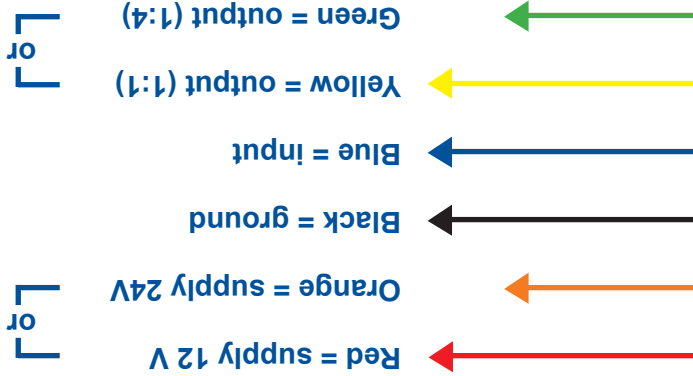 Red = supply 12 V
or
Orange = supply 24V
Black = ground
Blue = input
Yellow = output (1:1)
or
Green = output (1:4)